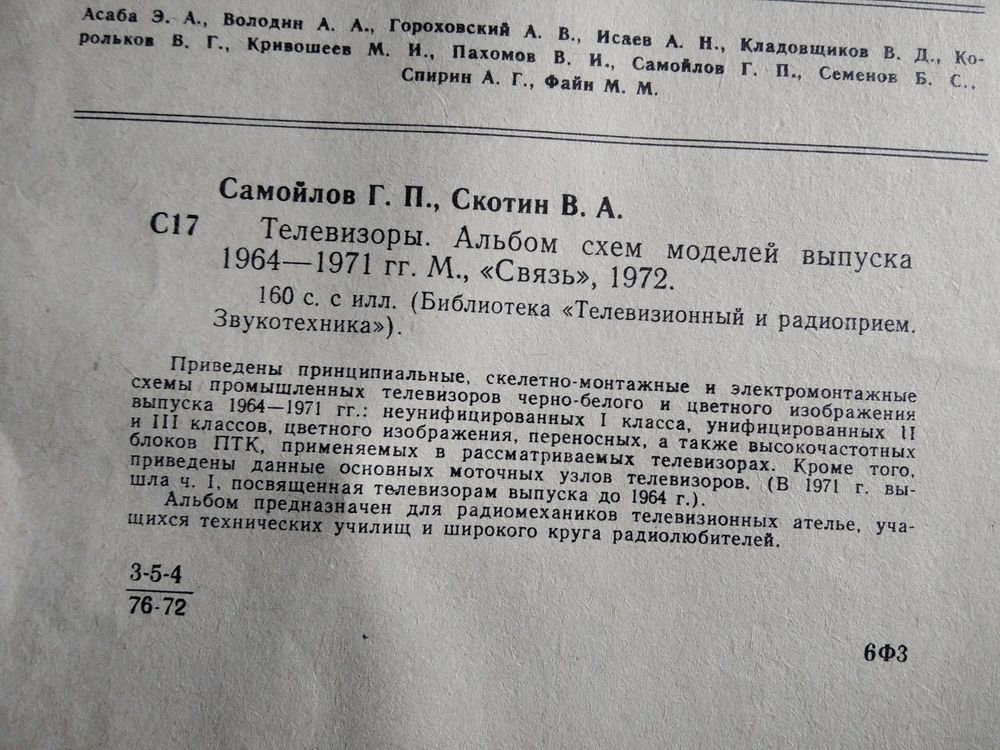 Асаба Э. А., Володин А. А., Гороховский А. В., Исаев А. Н., Кладовщиков В. Д., Ко-
рольков В. Г., Кривошеев М. И., Пахомов В. И., Самойлов Г. П., Семенов Б. С.,
Спирин А. Г., Файн М. М.
Самойлов Г. П., Скотин В. А.
С17 Телевизоры. Альбом схем моделей выпуска
1964—1971 гг. М., «Связь», 1972.
160 с. с илл. (Библиотека «Телевизионный и радиоприем.
Звукотехника»).
Приведены принципиальные, скелетно-монтажные и электромонтажные
схемы промышленных телевизоров черно-белого и цветного изображения
выпуска 1964—1971 гг.: неунифицированных I класса, унифицированных II
и III классов, цветного изображения, переносных, а также высокочастотных
блоков ПТК, применяемых в рассматриваемых телевизорах. Кроме того,
приведены данные основных моточных узлов телевизоров. (В 1971 г. вы-
шла ч. I, посвященная телевизорам выпуска до 1964 г.).
Альбом предназначен для радиомехаников телевизионных ателье, уча-
щихся технических училищ и широкого круга радиолюбителей.
3-5-4
76-72
6Ф3